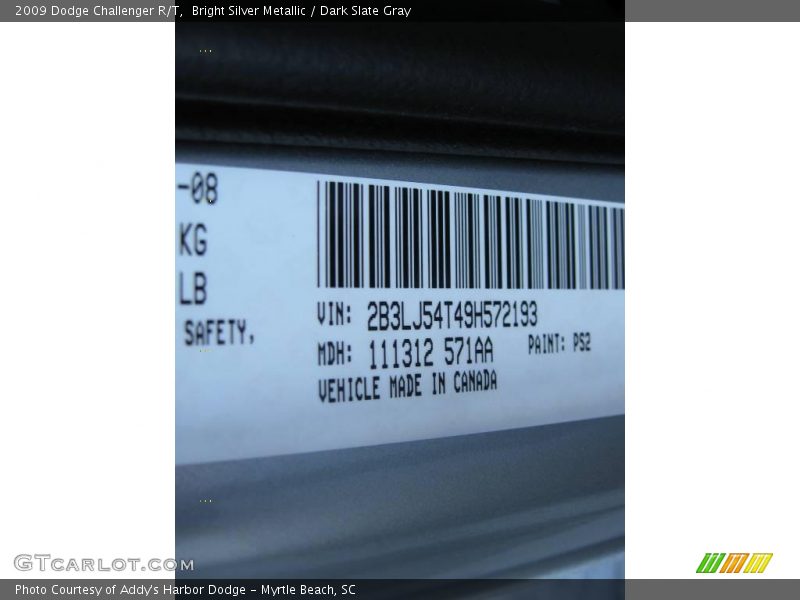 2009 Dodge Challenger R/T,  Bright Silver Metallic / Dark Slate Gray
-08
KG
LB
SAFETY,
VIN: 2B3LJ54T49H572193
MDH: 111312 571AA
PAINT: PS2
VEHICLE MADE IN CANADA
GTCARLOT.COM
Photo Courtesy of Addy's Harbor Dodge - Myrtle Beach, SC